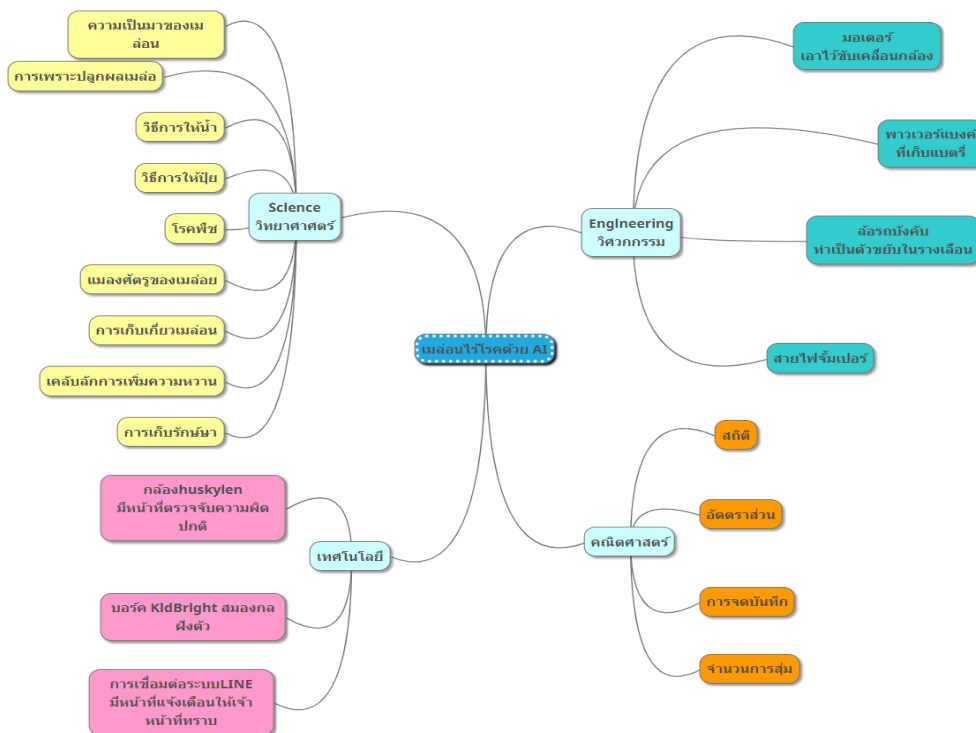 ความเป็นมาของเม
ล่อน
การเพราะปลูกผลเมล่อ
วิธีการให้น้ำ
วิธีการให้ปุ๋ย
โรคพืช
แมลงศัตรูของเมล่อย
การเก็บเกี่ยวเมล่อน
เคลับลักการเพิ่มความหวาน
การเก็บรักษ์ษา
Science
วิทยาศาสตร์
เมล่อนไร้โรคด้วย AI
กล้องhuskylen
มีหน้าที่ตรวจจับความผิด
ปกติ
บอร์ด KidBright สมองกล
ฝังตัว
การเชื่อมต่อระบบLINE
มีหน้าที่แจ้งเตือนให้เจ้า
หน้าที่ทราบ
เทคโนโลยี
มอเตอร์
เอาไว้ขับเคลื่อนกล้อง
พาวเวอร์แบงค์
ที่เก็บแบตรี่
ล้อรถบังคับ
ทำเป็นตัวขยับในรางเลื่อน
สายไฟจั้มเปอร์
Engineering
วิศวกกรรม
สถิติ
อัดตราส่วน
การจดบันทึก
จำนวนการสุ่ม
คณิตศาสตร์